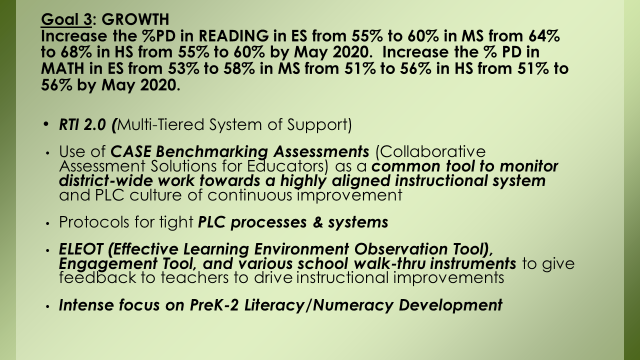 Goal 3: GROWTH
Increase the %PD in READING in ES from 55% to 60% in MS from 64%
to 68% in HS from 55% to 60% by May 2020.  Increase the % PD in
MATH in ES from 53% to 58% in MS from 51% to 56% in HS from 51% to
56% by May 2020.
• RTI 2.0 (Multi-Tiered System of Support)
• Use of CASE Benchmarking Assessments (Collaborative
Assessment Solutions for Educators) as a common tool to monitor
district-wide work towards a highly aligned instructional system
and PLC culture of continuous improvement
• Protocols for tight PLC processes & systems
• ELEOT (Effective Learning Environment Observation Tool),
Engagement Tool, and various school walk-thru instruments to give
feedback to teachers to drive instructional improvements
• Intense focus on PreK-2 Literacy/Numeracy Development